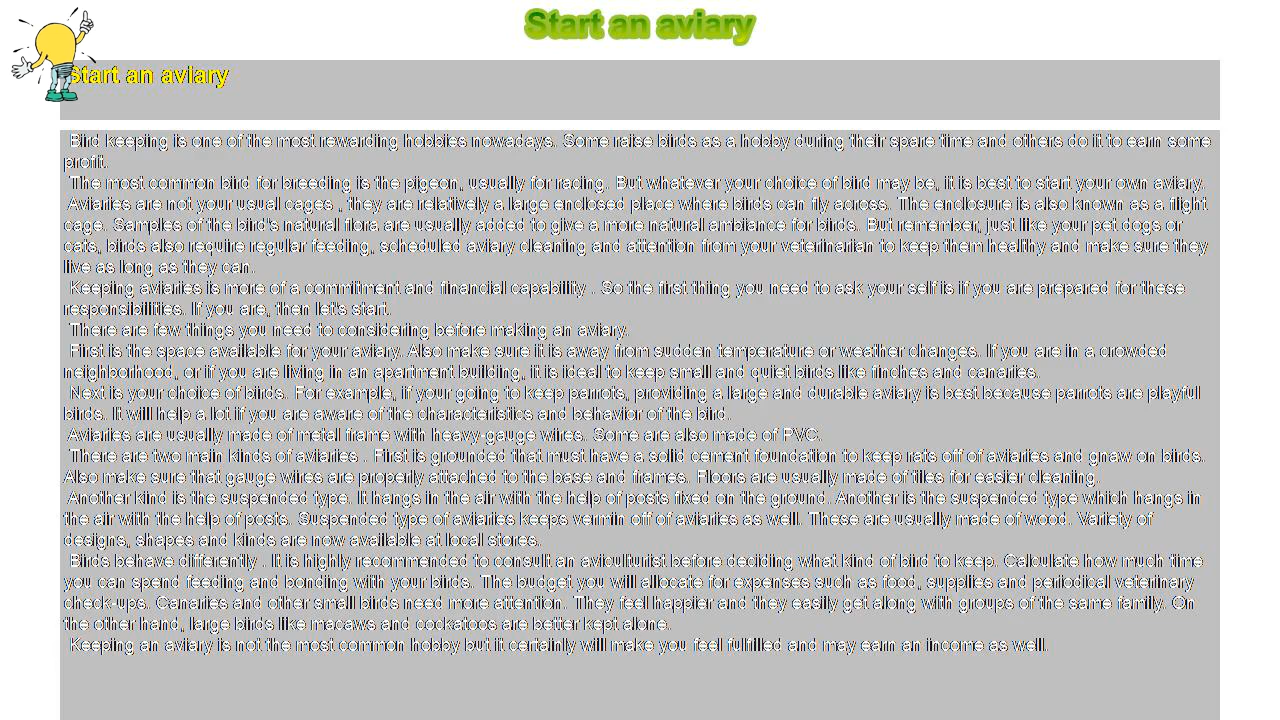 Start an aviary
Start an aviary
Bird keeping is one of the most rewarding hobbies nowadays. Some raise birds as a hobby during their spare time and others do it to earn some
profit.
The most common bird for breeding is the pigeon, usually for racing. But whatever your choice of bird may be, it is best to start your own aviary.
Aviaries are not your usual cages , they are relatively a large enclosed place where birds can fly across. The enclosure is also known as a flight
cage. Samples of the bird's natural flora are usually added to give a more natural ambiance for birds. But remember, just like your pet dogs or
cats, birds also require regular feeding, scheduled aviary cleaning and attention from your veterinarian to keep them healthy and make sure they
live as long as they can.
Keeping aviaries is more of a commitment and financial capability . So the first thing you need to ask your self is if you are prepared for these
responsibilities. If you are, then let's start.
There are few things you need to considering before making an aviary.
First is the space available for your aviary. Also make sure it is away from sudden temperature or weather changes. If you are in a crowded
neighborhood, or if you are living in an apartment building, it is ideal to keep small and quiet birds like finches and canaries.
Next is your choice of birds. For example, if your going to keep parrots, providing a large and durable aviary is best because parrots are playful
birds. It will help a lot if you are aware of the characteristics and behavior of the bird.
Aviaries are usually made of metal frame with heavy-gauge wires. Some are also made of PVC.
There are two main kinds of aviaries . First is grounded that must have a solid cement foundation to keep rats off of aviaries and gnaw on birds.
Also make sure that gauge wires are properly attached to the base and frames. Floors are usually made of tiles for easier cleaning.
Another kind is the suspended type. It hangs in the air with the help of posts fixed on the ground. Another is the suspended type which hangs in
the air with the help of posts. Suspended type of aviaries keeps vermin off of aviaries as well. These are usually made of wood. Variety of
designs, shapes and kinds are now available at local stores.
Birds behave differently . It is highly recommended to consult an aviculturist before deciding what kind of bird to keep. Calculate how much time
you can spend feeding and bonding with your birds. The budget you will allocate for expenses such as food, supplies and periodical veterinary
check-ups. Canaries and other small birds need more attention. They feel happier and they easily get along with groups of the same family. On
the other hand, large birds like macaws and cockatoos are better kept alone.
Keeping an aviary is not the most common hobby but it certainly will make you feel fulfilled and may earn an income as well.